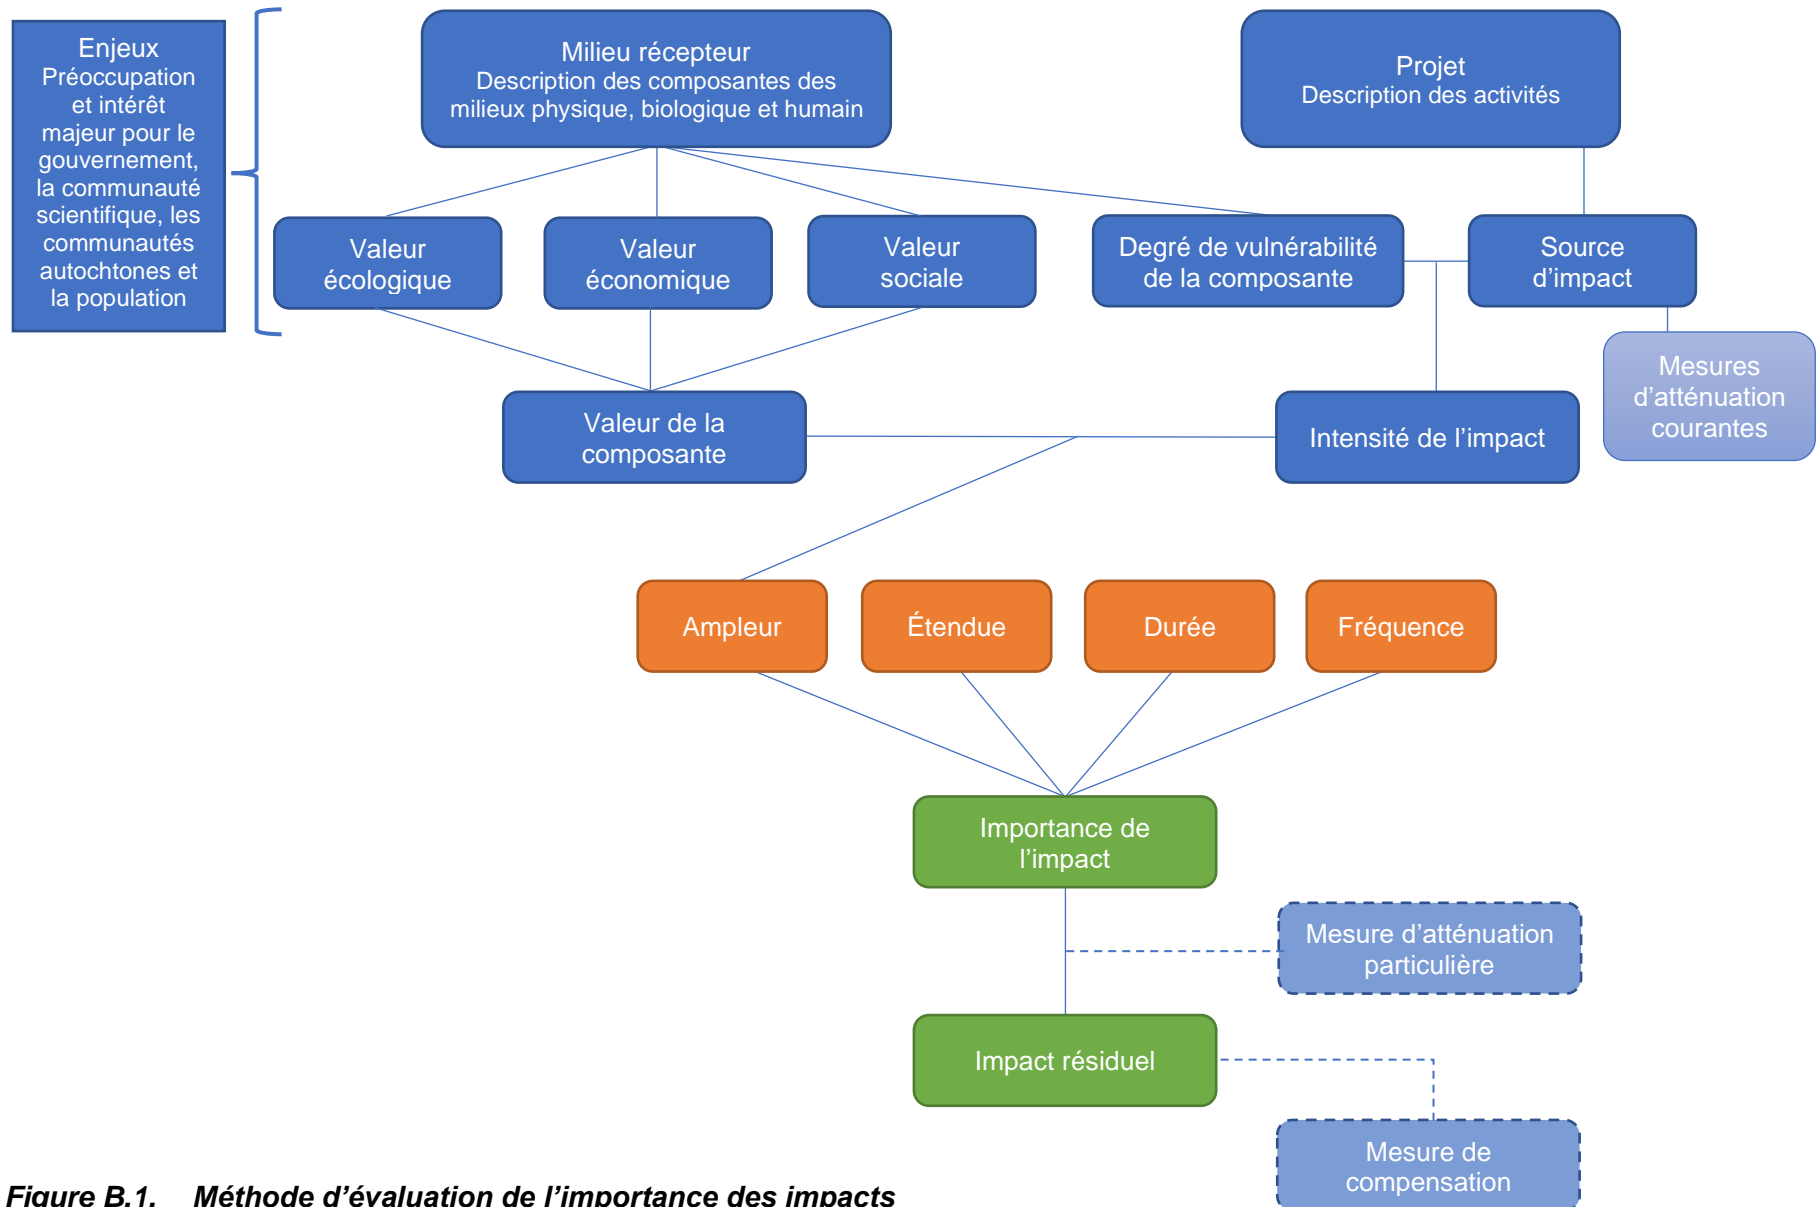 Enjeux
Préoccupation
et intérêt
majeur pour le
gouvernement,
la communauté
scientifique, les
communautés
autochtones et
la population
Milieu récepteur
Description des composantes des
milieux physique, biologique et humain
Projet
Description des activités
Valeur
écologique
Valeur
économique
Valeur
sociale
Degré de vulnérabilité
de la composante
Source
d’impact
Mesures
d’atténuation
courantes
Valeur de la
composante
Intensité de l’impact
Ampleur
Étendue
Durée
Fréquence
Importance de
l’impact
Mesure d’atténuation
particulière
Impact résiduel
Mesure de
compensation
Figure B.1. Méthode d’évaluation de l’importance des impacts